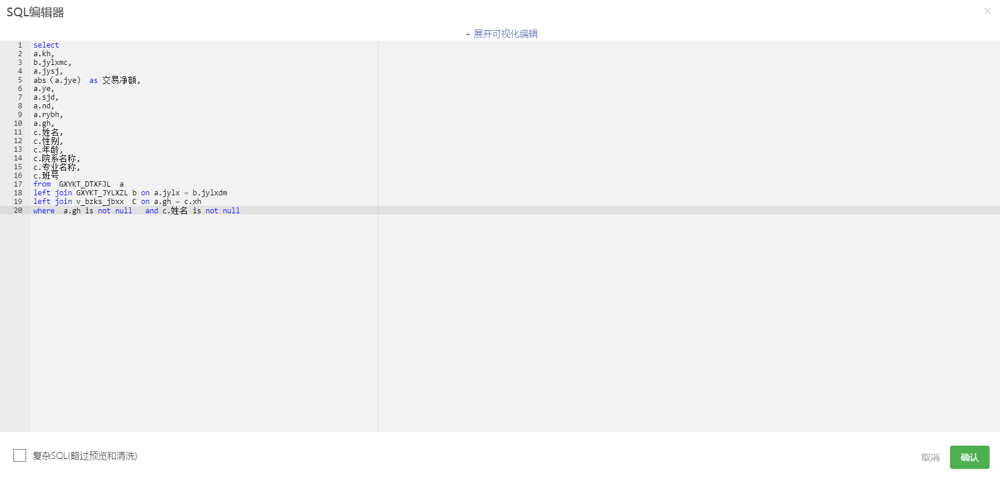 SQL编辑器
×
+ 展开可视化编辑
1 select
2 a.kh,
3 b.jylxmc,
4 a.jysj,
5 abs（a.jye） as 交易净额,
6 a.ye,
7 a.sjd,
8 a.nd,
9 a.rybh,
10 a.gh,
11 c.姓名,
12 c.性别,
13 c.年龄,
14 c.院系名称,
15 c.专业名称,
16 c.班号
17 from  GXYKT_DTXFJL  a
18 left join GXYKT_JYLXZL b on a.jylx = b.jylxdm
19 left join v_bzks_jbxx  C on a.gh = c.xh
20 where  a.gh is not null   and c.姓名 is not null
复杂SQL(略过预览和清洗)
取消 确认